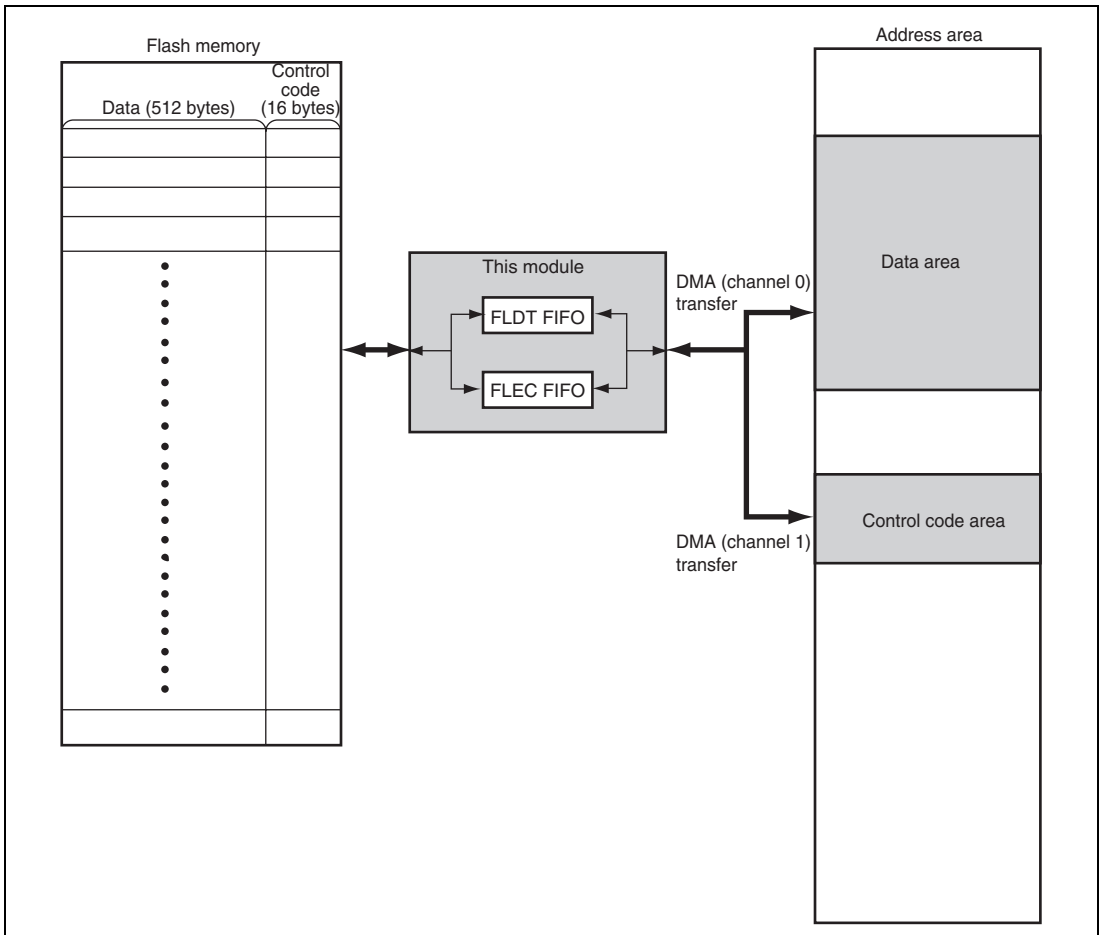 Flash memory
Control
code
(16 bytes)
Data (512 bytes)
This module
FLDT FIFO
FLEC FIFO
DMA (channel 0)
transfer
DMA (channel 1)
transfer
Address area
Data area
Control code area